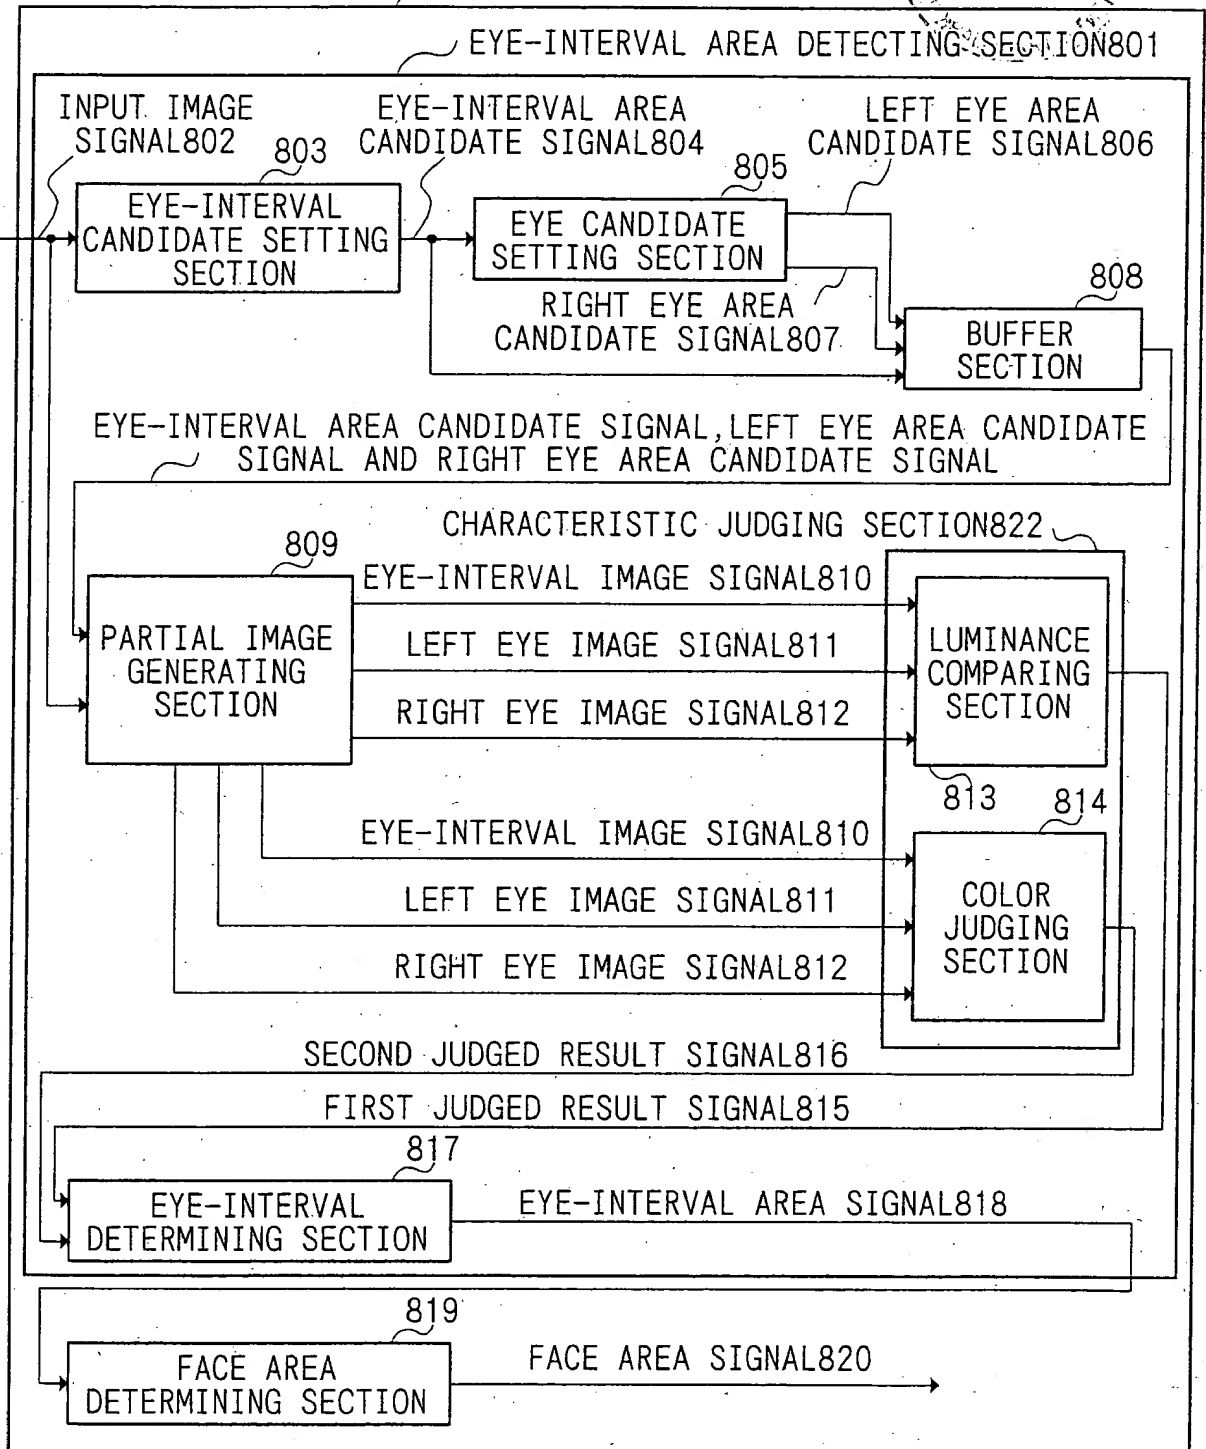 EYE-INTERVAL AREA DETECTING SECTION801
INPUT IMAGE
SIGNAL802
EYE-INTERVAL AREA
CANDIDATE SIGNAL804
LEFT EYE AREA
CANDIDATE SIGNAL806
803
805
EYE-INTERVAL
CANDIDATE SETTING
SECTION
EYE CANDIDATE
SETTING SECTION
RIGHT EYE AREA
CANDIDATE SIGNAL807
808
BUFFER
SECTION
EYE-INTERVAL AREA CANDIDATE SIGNAL,LEFT EYE AREA CANDIDATE
SIGNAL AND RIGHT EYE AREA CANDIDATE SIGNAL
CHARACTERISTIC JUDGING SECTION822
809
PARTIAL IMAGE
GENERATING
SECTION
EYE-INTERVAL IMAGE SIGNAL810
LEFT EYE IMAGE SIGNAL811
RIGHT EYE IMAGE SIGNAL812
LUMINANCE
COMPARING
SECTION
813
814
EYE-INTERVAL IMAGE SIGNAL810
LEFT EYE IMAGE SIGNAL811
RIGHT EYE IMAGE SIGNAL812
COLOR
JUDGING
SECTION
SECOND JUDGED RESULT SIGNAL816
FIRST JUDGED RESULT SIGNAL815
817
EYE-INTERVAL
DETERMINING SECTION
EYE-INTERVAL AREA SIGNAL818
819
FACE AREA
DETERMINING SECTION
FACE AREA SIGNAL820